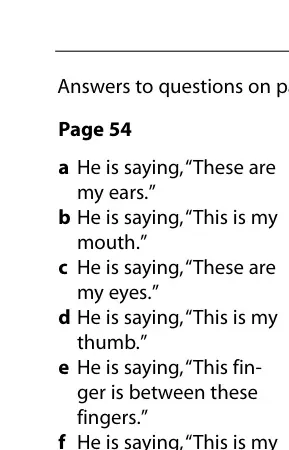 Answers to questions on
Page 54
a He is saying, “These are
my ears.”
b He is saying, “This is my
mouth.”
c He is saying, “These are
my eyes.”
d He is saying, “This is my
thumb.”
e He is saying, “This fin-
ger is between these
fingers.”
f He is saying, “This is my